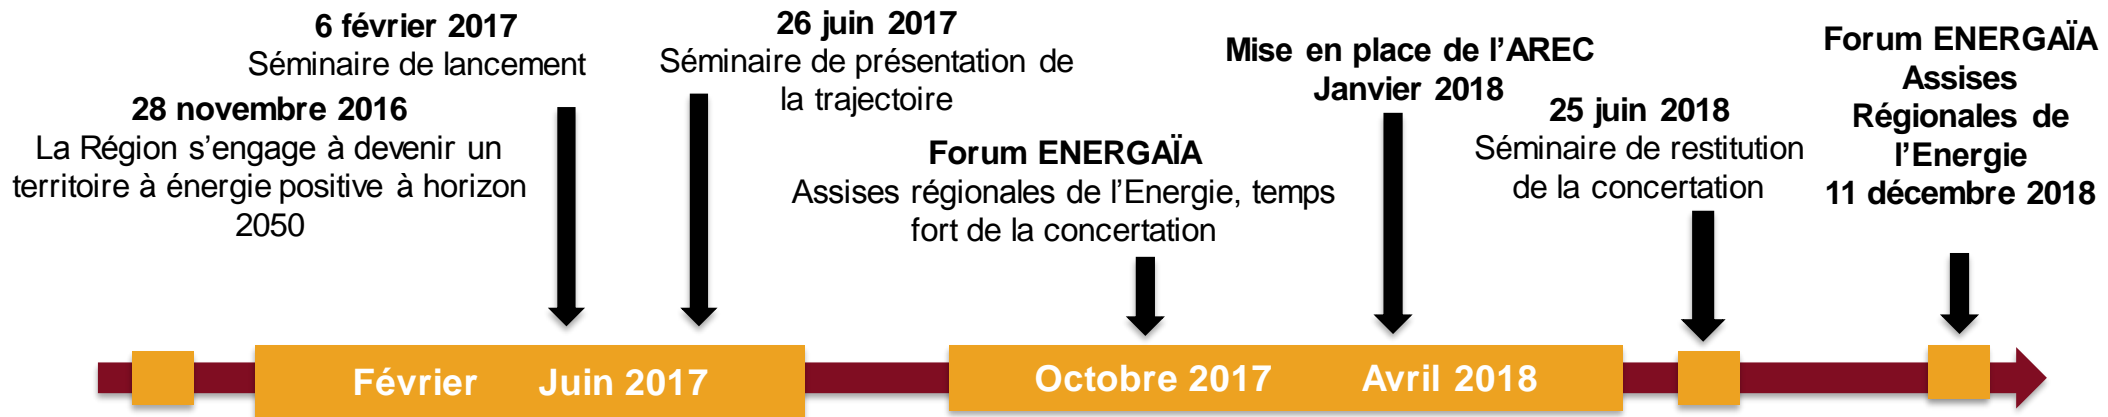 28 novembre 2016
La Région s’engage à devenir un
territoire à énergie positive à horizon
2050
6 février 2017
Séminaire de lancement
26 juin 2017
Séminaire de présentation de
la trajectoire
Forum ENERGAÏA
Assises régionales de l’Energie, temps
fort de la concertation
Mise en place de l’AREC
Janvier 2018
25 juin 2018
Séminaire de restitution
de la concertation
Forum ENERGAÏA
Assises
Régionales de
l’Energie
11 décembre 2018
Février Juin 2017
Octobre 2017 Avril 2018